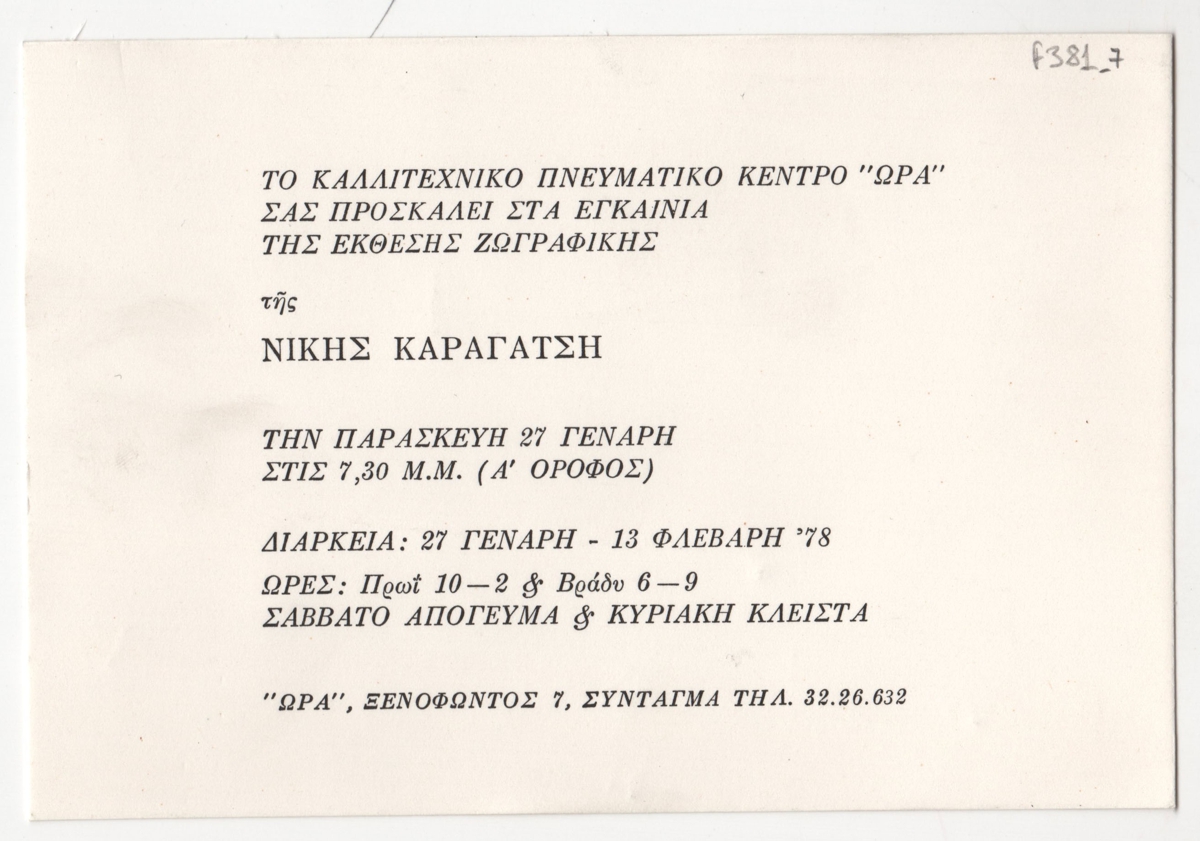 f381_7
ΤΟ ΚΑΛΛΙΤΕΧΝΙΚΟ ΠΝΕΥΜΑΤΙΚΟ ΚΕΝΤΡΟ "ΩΡΑ"
ΣΑΣ ΠΡΟΣΚΑΛΕΙ ΣΤΑ ΕΓΚΑΙΝΙΑ
ΤΗΣ ΕΚΘΕΣΗΣ ΖΩΓΡΑΦΙΚΗΣ
τῆς
ΝΙΚΗΣ ΚΑΡΑΓΑΤΣΗ
ΤΗΝ ΠΑΡΑΣΚΕΥΗ 27 ΓΕΝΑΡΗ
ΣΤΙΣ 7,30 Μ.Μ. (Α' ΟΡΟΦΟΣ)
ΔΙΑΡΚΕΙΑ: 27 ΓΕΝΑΡΗ - 13 ΦΛΕΒΑΡΗ '78
ΩΡΕΣ: Πρωΐ 10—2 & Βράδυ 6—9
ΣΑΒΒΑΤΟ ΑΠΟΓΕΥΜΑ & ΚΥΡΙΑΚΗ ΚΛΕΙΣΤΑ
"ΩΡΑ", ΞΕΝΟΦΩΝΤΟΣ 7, ΣΥΝΤΑΓΜΑ ΤΗΛ. 32.26.632